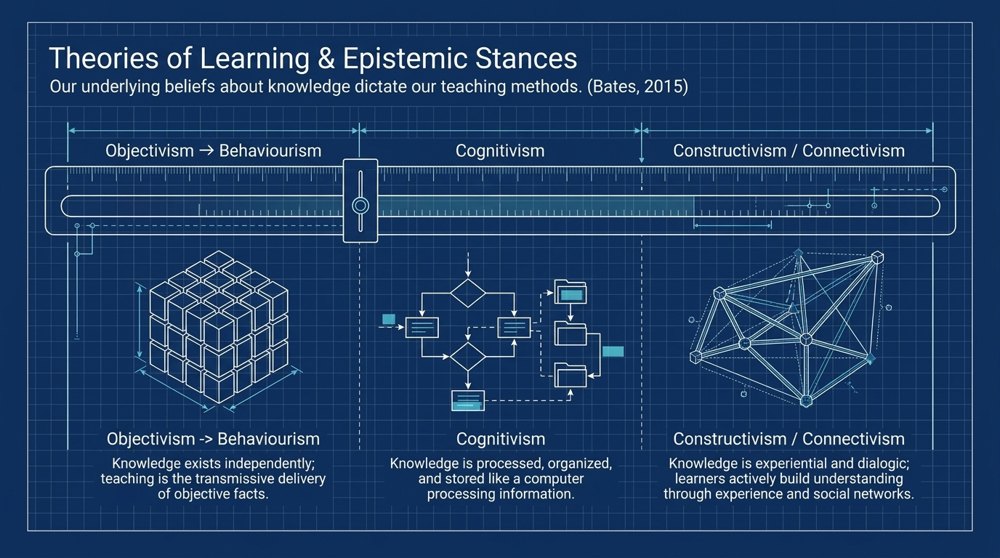 Theories of Learning & Epistemic Stances
Our underlying beliefs about knowledge dictate our teaching methods. (Bates, 2015)
Objectivism → Behaviourism
Cognitivism
Constructivism / Connectivism
Objectivism -> Behaviourism
Knowledge exists independently;
teaching is the transmissive delivery
of objective facts.
Cognitivism
Knowledge is processed, organized,
and stored like a computer
processing information.
Constructivism / Connectivism
Knowledge is experiential and dialogic;
learners actively build understanding
through experience and social networks.